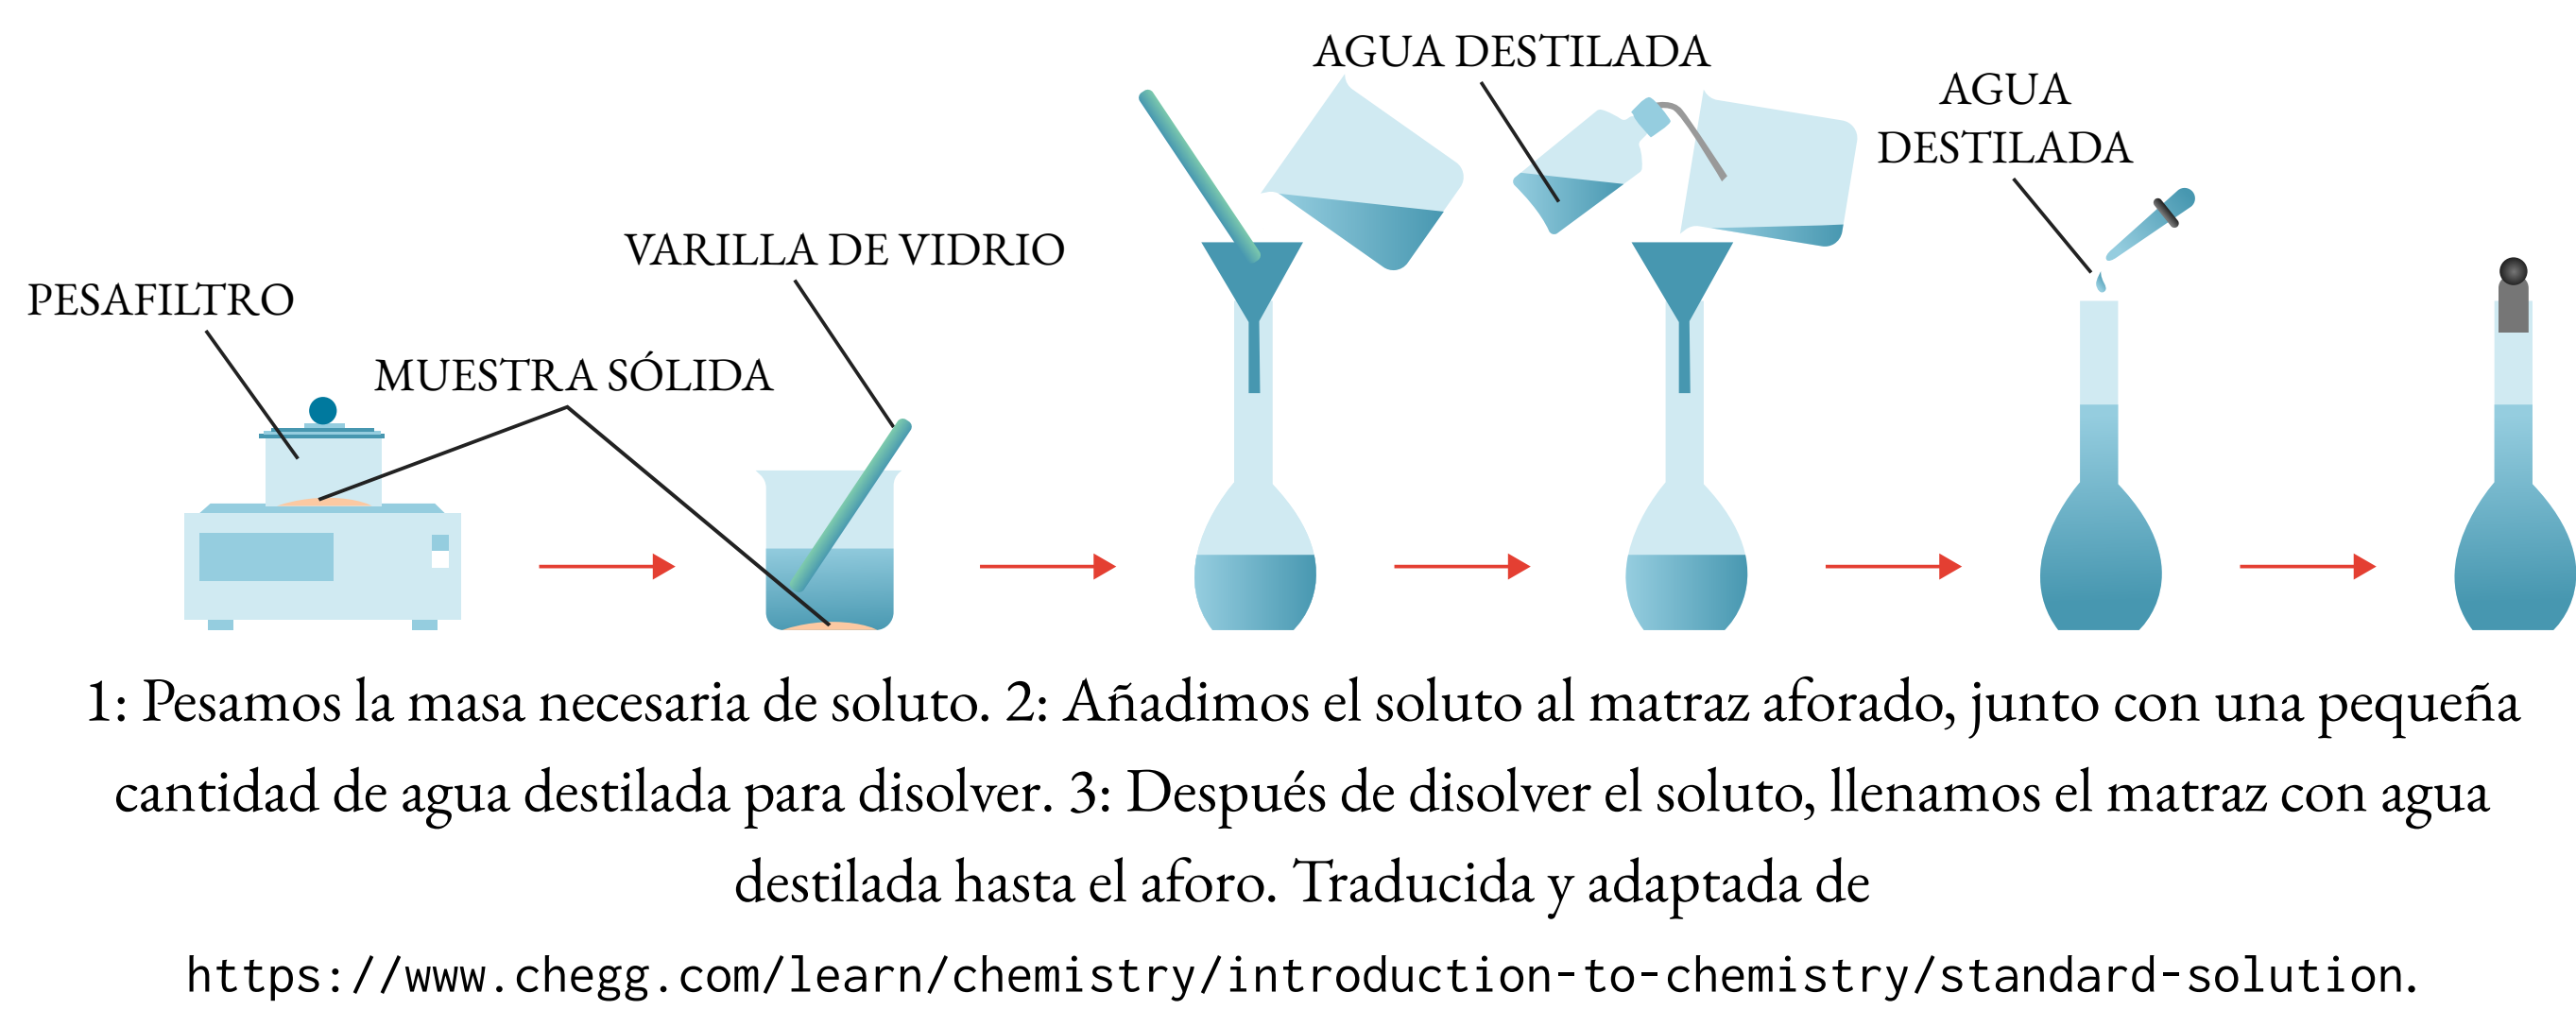 AGUA DESTILADA
AGUA
DESTILADA
VARILLA DE VIDRIO
PESAFILTRO
MUESTRA SÓLIDA
1: Pesamos la masa necesaria de soluto. 2: Añadimos el soluto al matraz aforado, junto con una pequeña
cantidad de agua destilada para disolver. 3: Después de disolver el soluto, llenamos el matraz con agua
destilada hasta el aforo. Traducida y adaptada de
https://www.chegg.com/learn/chemistry/introduction-to-chemistry/standard-solution.